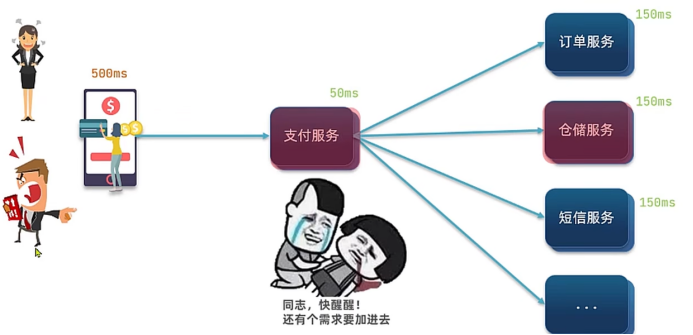 500ms
50ms
支付服务
150ms
订单服务
150ms
仓储服务
150ms
短信服务
...
同志，快醒醒！
还有个需求要加进去